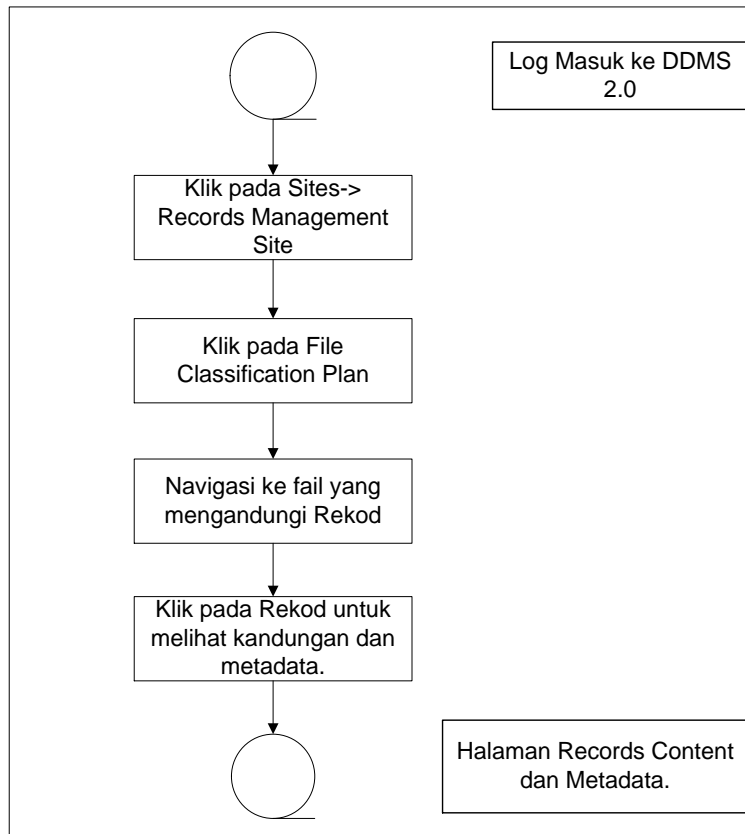 Log Masuk ke DDMS
2.0
Klik pada Sites->
Records Management
Site
Klik pada File
Classification Plan
Navigasi ke fail yang
mengandungi Rekod
Klik pada Rekod untuk
melihat kandungan dan
metadata.
Halaman Records Content
dan Metadata.